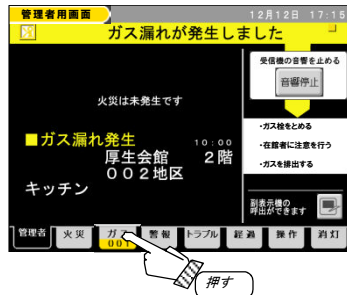 管理者用画面
12月12日 17:15
ガス漏れが発生しました
受信機の音響を止める
音響停止
火災は未発生です
・ガス栓をとめる
・在館者に注意を行う
・ガスを排出する
■ガス漏れ発生 10:00
厚生会館 2階
002地区
キッチン
副表示機の
呼出ができます
管理者 火災 ガス 警報 トラブル 経過 操作 消灯
001
押す